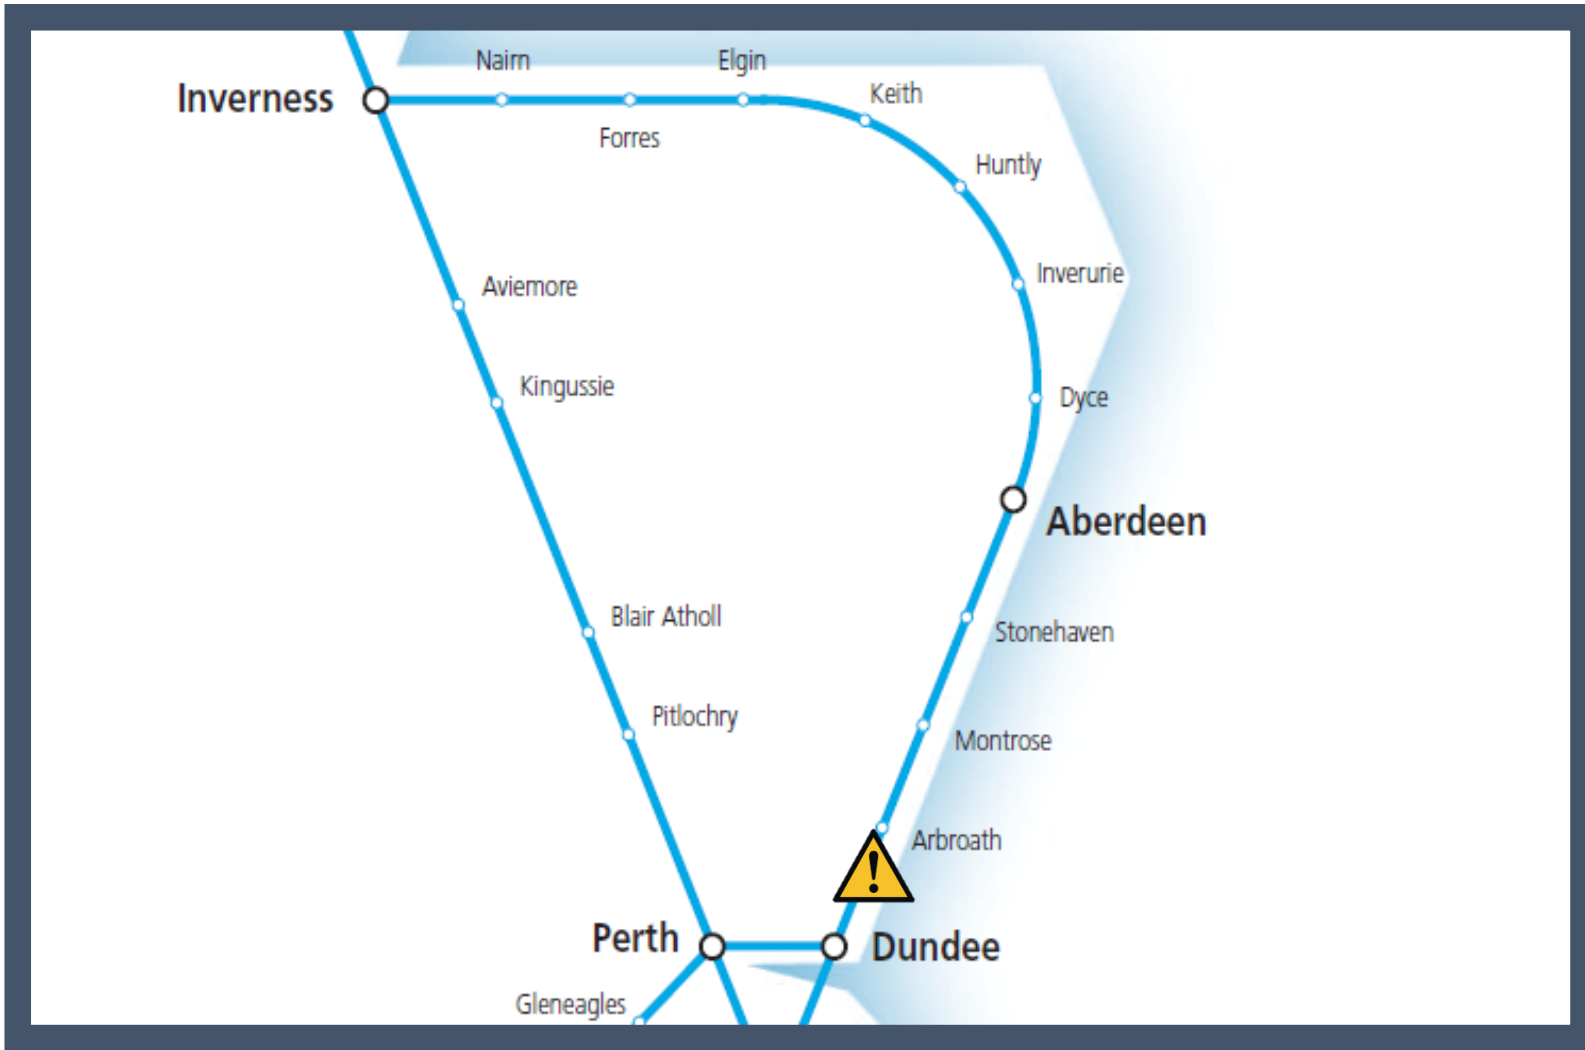 Nairn
Elgin
Inverness
Keith
Forres
Huntly
Inverurie
Aviemore
Kingussie
Dyce
Aberdeen
Blair Atholl
Stonehaven
Pitlochry
Montrose
Arbroath
!
Perth
Dundee
Gleneagles